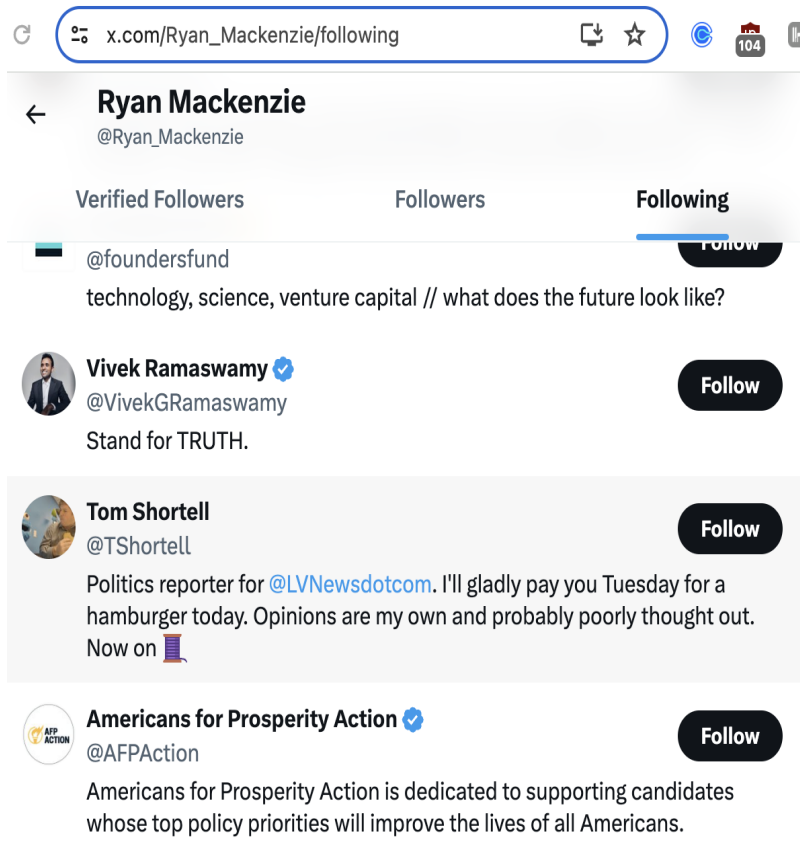 x.com/Ryan_Mackenzie/following
104
Ryan Mackenzie
@Ryan_Mackenzie
Verified Followers Followers Following
@foundersfund Follow
technology, science, venture capital // what does the future look like?
Vivek Ramaswamy
@VivekGRamaswamy Follow
Stand for TRUTH.
Tom Shortell
@TShortell Follow
Politics reporter for @LVNewsdotcom. I'll gladly pay you Tuesday for a
hamburger today. Opinions are my own and probably poorly thought out.
Now on 🧵
AFP
ACTION
Americans for Prosperity Action
@AFPAction Follow
Americans for Prosperity Action is dedicated to supporting candidates
whose top policy priorities will improve the lives of all Americans.